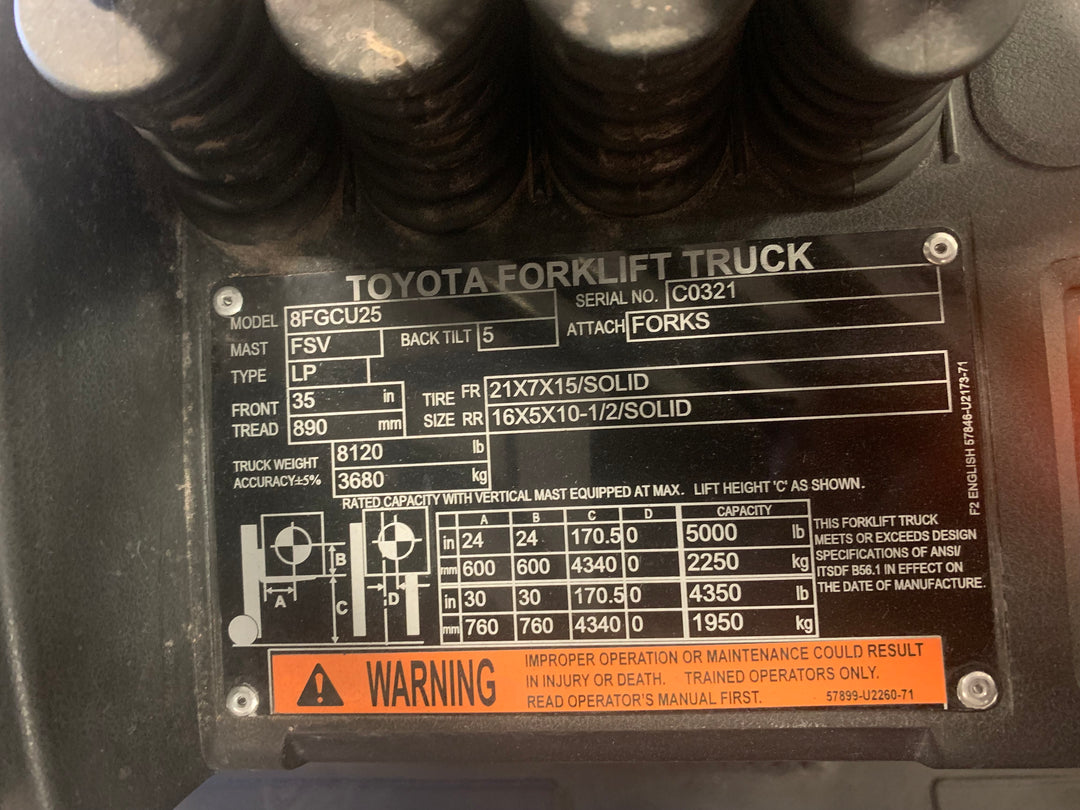 TOYOTA FORKLIFT TRUCK
MODEL 8FGCU25 SERIAL NO. C0321
MAST FSV BACK TILT 5 ATTACH FORKS
TYPE LP
FRONT TREAD 35 in
890 mm
TIRE SIZE FR 21X7X15/SOLID
RR 16X5X10-1/2/SOLID
TRUCK WEIGHT 8120 lb
ACCURACY±5% 3680 kg
RATED CAPACITY WITH VERTICAL MAST EQUIPPED AT MAX. LIFT HEIGHT 'C' AS SHOWN.
A B C D CAPACITY
in 24 24 170.5 0 5000 lb
mm 600 600 4340 0 2250 kg
in 30 30 170.5 0 4350 lb
mm 760 760 4340 0 1950 kg
A B C D
THIS FORKLIFT TRUCK
MEETS OR EXCEEDS DESIGN
SPECIFICATIONS OF ANSI/
ITSDF B56.1 IN EFFECT ON
THE DATE OF MANUFACTURE.
F2 ENGLISH 57846-U2173-71
WARNING
IMPROPER OPERATION OR MAINTENANCE COULD RESULT
IN INJURY OR DEATH. TRAINED OPERATORS ONLY.
READ OPERATOR'S MANUAL FIRST. 57899-U2260-71